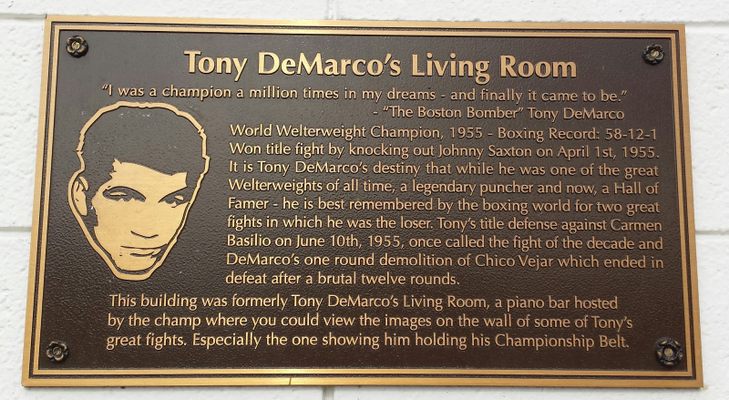 Tony DeMarco's Living Room
"I was a champion a million times in my dreams - and finally it came to be."
- "The Boston Bomber" Tony DeMarco
World Welterweight Champion, 1955 - Boxing Record: 58-12-1
Won title fight by knocking out Johnny Saxton on April 1st, 1955.
It is Tony DeMarco's destiny that while he was one of the great
Welterweights of all time, a legendary puncher and now, a Hall of
Famer - he is best remembered by the boxing world for two great
fights in which he was the loser. Tony's title defense against Carmen
Basilio on June 10th, 1955, once called the fight of the decade and
DeMarco's one round demolition of Chico Vejar which ended in
defeat after a brutal twelve rounds.
This building was formerly Tony DeMarco's Living Room, a piano bar hosted
by the champ where you could view the images on the wall of some of Tony's
great fights. Especially the one showing him holding his Championship Belt.